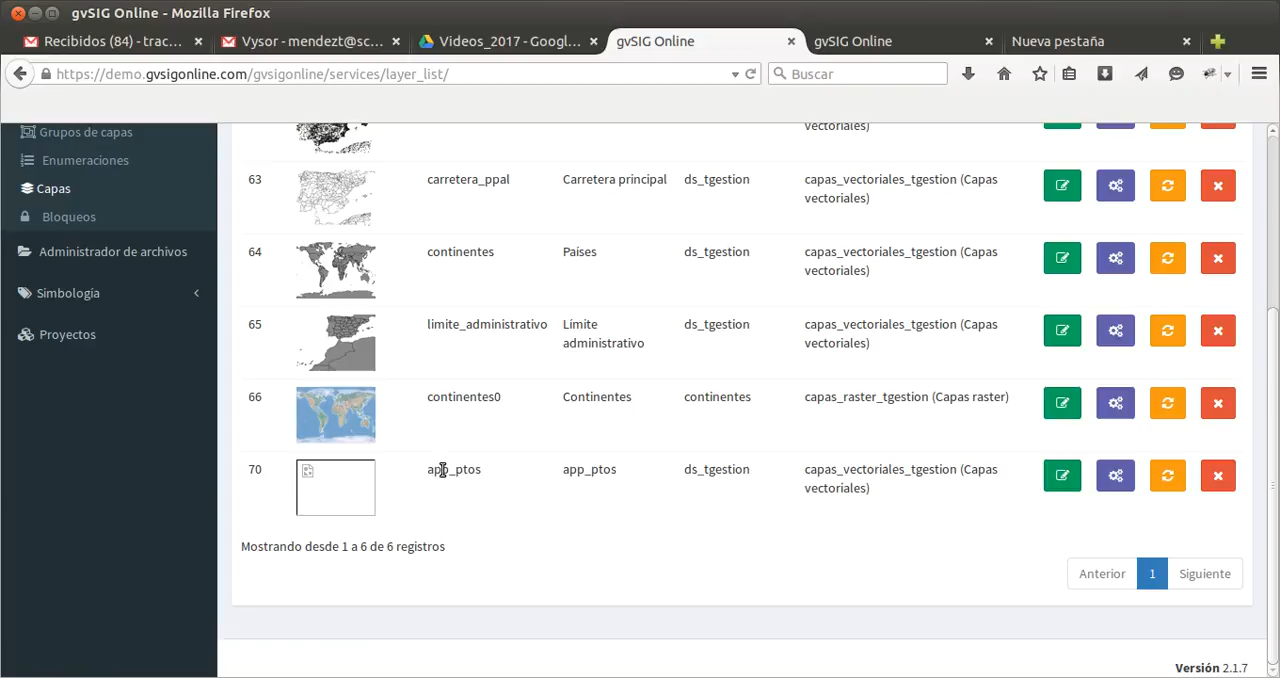 gvSIG Online - Mozilla Firefox
Recibidos (84) - trac...
Vysor - mendezt@sc...
Videos_2017 - Googl...
gvSIG Online
gvSIG Online
Nueva pestaña
https://demo.gvsigonline.com/gvsigonline/services/layer_list/
Buscar
Grupos de capas
Enumeraciones
Capas
Bloqueos
Administrador de archivos
Simbología
Proyectos
vectoriales)
63 carretera_ppal Carretera principal ds_tgestion capas_vectoriales_tgestion (Capas
vectoriales)
64 continentes Países ds_tgestion capas_vectoriales_tgestion (Capas
vectoriales)
65 limite_administrativo Límite ds_tgestion capas_vectoriales_tgestion (Capas
administrativo vectoriales)
66 continentes0 Continentes continentes capas_raster_tgestion (Capas raster)
70 app_ptos app_ptos ds_tgestion capas_vectoriales_tgestion (Capas
vectoriales)
Mostrando desde 1 a 6 de 6 registros
Anterior 1 Siguiente
Versión 2.1.7